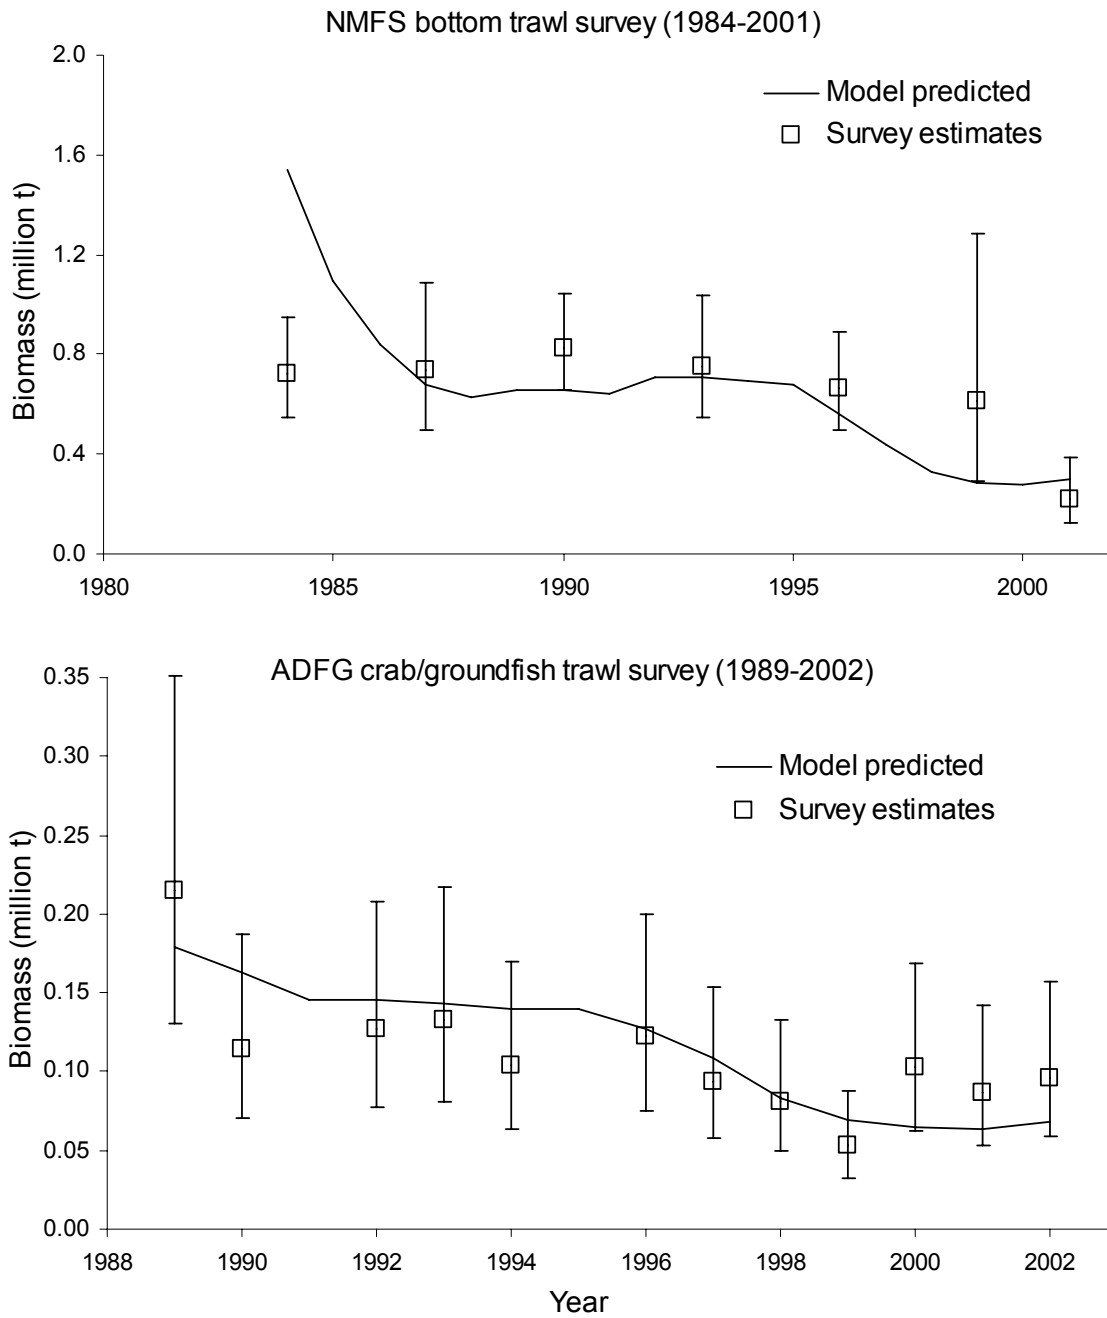 NMFS bottom trawl survey (1984-2001)
2.0
1.6
1.2
0.8
0.4
0.0
Biomass (million t)
Model predicted
Survey estimates
1980 1985 1990 1995 2000
ADFG crab/groundfish trawl survey (1989-2002)
0.35
0.30
0.25
0.20
0.15
0.10
0.05
0.00
Biomass (million t)
Model predicted
Survey estimates
1988 1990 1992 1994 1996 1998 2000 2002
Year